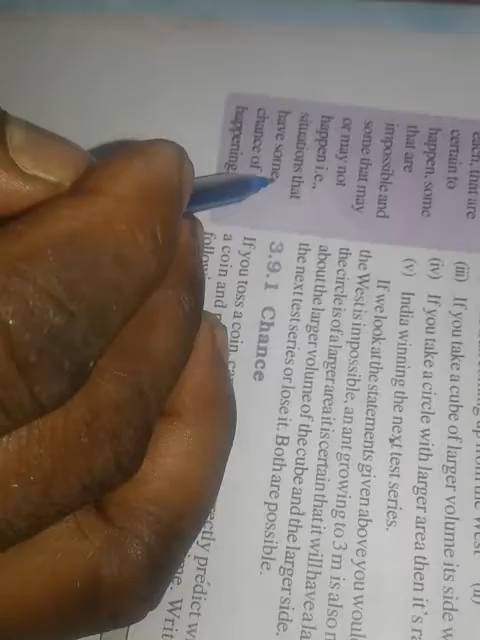 each, that are
certain to
happen, some
that are
impossible and
some that may
or may not
happen i.e.,
situations that
have some
chance of
happening
the West (ii)
(iii) If you take a cube of larger volume its side w
(iv) If you take a circle with larger area then it's ra
(v) India winning the next test series.
If we look at the statements given above you would
the West is impossible, an ant growing to 3 m is also n
the circle is of a larger area it is certain that it will have a la
about the larger volume of the cube and the larger side.
the next test series or lose it. Both are possible.
3.9.1 Chance
If you toss a coin, ca
a coin and predict w
Writ